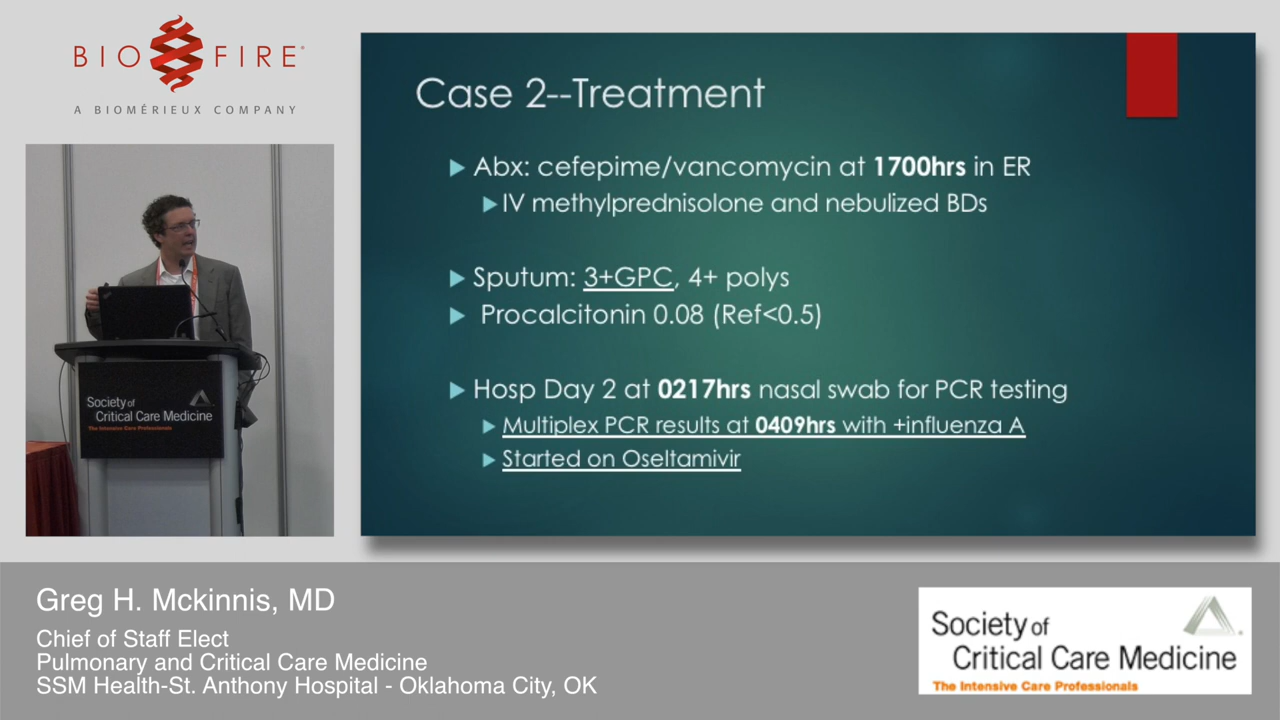 BIO FIRE
A BIOMÉRIEUX COMPANY
Case 2--Treatment
Abx: cefepime/vancomycin at 1700hrs in ER
IV methylprednisolone and nebulized BDs
Sputum: 3+GPC, 4+ polys
Procalcitonin 0.08 (Ref<0.5)
Hosp Day 2 at 0217hrs nasal swab for PCR testing
Multiplex PCR results at 0409hrs with +influenza A
Started on Oseltamivir
Society of
Critical Care Medicine
The Intensive Care Professionals
Greg H. Mckinnis, MD
Chief of Staff Elect
Pulmonary and Critical Care Medicine
SSM Health-St. Anthony Hospital - Oklahoma City, OK
Society of
Critical Care Medicine
The Intensive Care Professionals